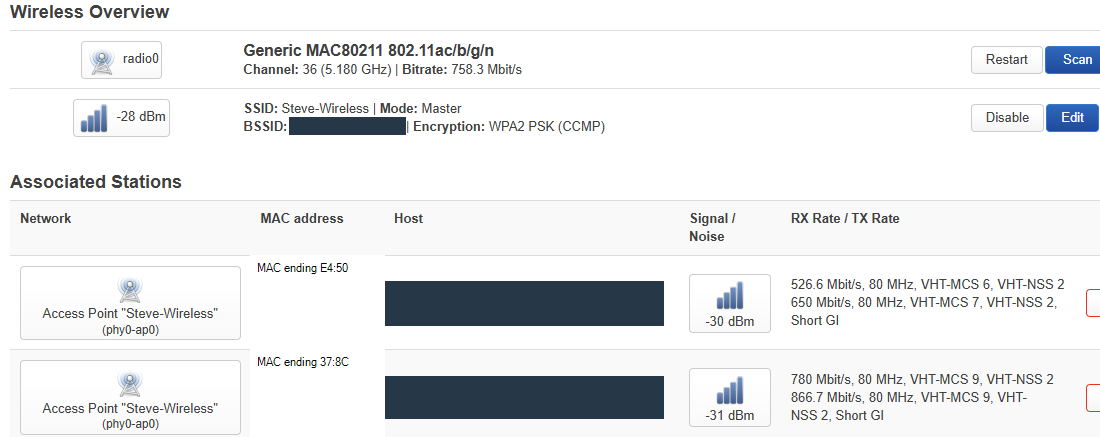 Wireless Overview
radio0
Generic MAC80211 802.11ac/b/g/n
Channel: 36 (5.180 GHz) | Bitrate: 758.3 Mbit/s
Restart
Scan
-28 dBm
SSID: Steve-Wireless | Mode: Master
BSSID: | Encryption: WPA2 PSK (CCMP)
Disable
Edit
Associated Stations
Network
MAC address
Host
Signal /
Noise
RX Rate / TX Rate
MAC ending E4:50
Access Point "Steve-Wireless"
(phy0-ap0)
-30 dBm
526.6 Mbit/s, 80 MHz, VHT-MCS 6, VHT-NSS 2
650 Mbit/s, 80 MHz, VHT-MCS 7, VHT-NSS 2,
Short GI
MAC ending 37:8C
Access Point "Steve-Wireless"
(phy0-ap0)
-31 dBm
780 Mbit/s, 80 MHz, VHT-MCS 9, VHT-NSS 2
866.7 Mbit/s, 80 MHz, VHT-MCS 9, VHT-
NSS 2, Short GI